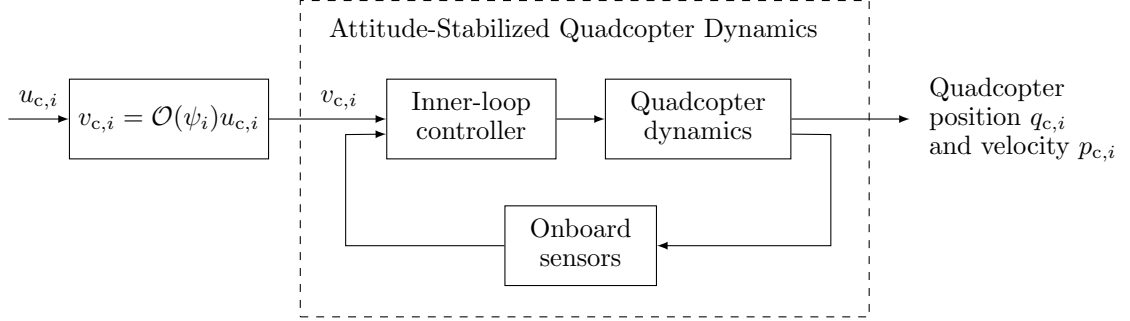 Attitude-Stabilized Quadcopter Dynamics
u_{c,i}
v_{c,i} = 𝒪(ψ_i)u_{c,i}
v_{c,i}
Inner-loop
controller
Quadcopter
dynamics
Quadcopter
position q_{c,i}
and velocity p_{c,i}
Onboard
sensors